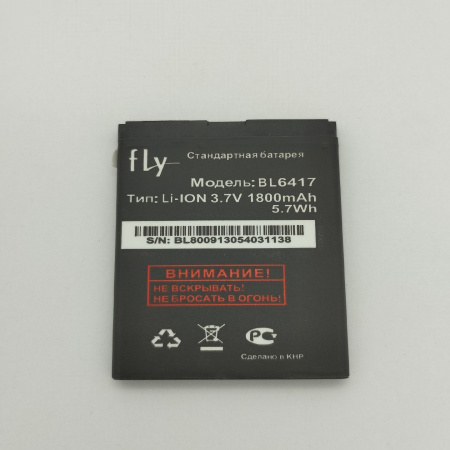 fly Стандартная батарея
Модель: BL6417
Тип: Li-ION 3.7V 1800mAh
5.7Wh
S/N: BL800913054031138
ВНИМАНИЕ!
НЕ ВСКРЫВАТЬ!
НЕ БРОСАТЬ В ОГОНЬ!
Сделано в КНР